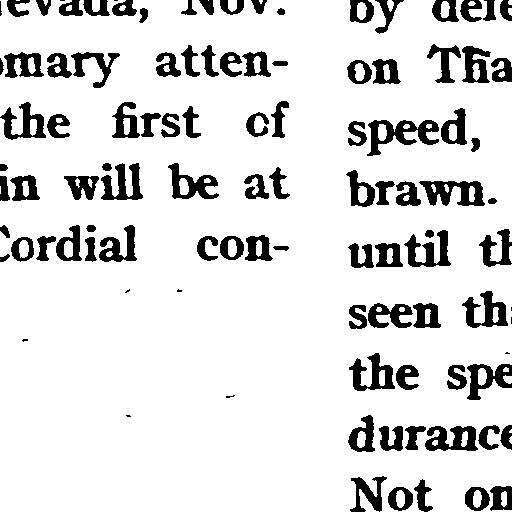 evada, Nov.
omary atten-
the first of
in will be at
Cordial con-
by defe
on Tha
speed,
brawn.
until th
seen tha
the spe
durance
Not on